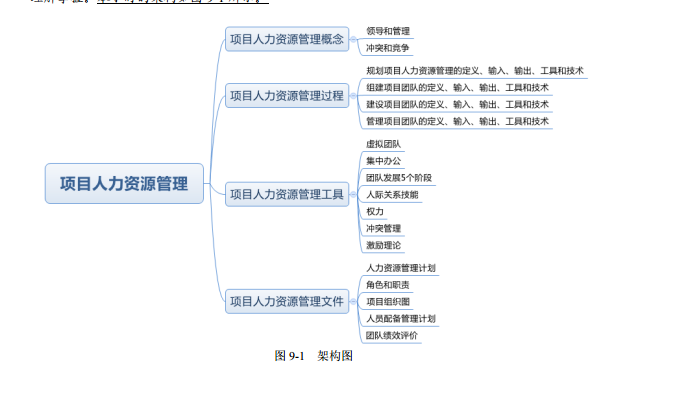 项目人力资源管理
项目人力资源管理概念
领导和管理
冲突和竞争
项目人力资源管理过程
规划项目人力资源管理的定义、输入、输出、工具和技术
组建项目团队的定义、输入、输出、工具和技术
建设项目团队的定义、输入、输出、工具和技术
管理项目团队的定义、输入、输出、工具和技术
项目人力资源管理工具
虚拟团队
集中办公
团队发展5个阶段
人际关系技能
权力
冲突管理
激励理论
项目人力资源管理文件
人力资源管理计划
角色和职责
项目组织图
人员配备管理计划
团队绩效评价
图 9-1 架构图